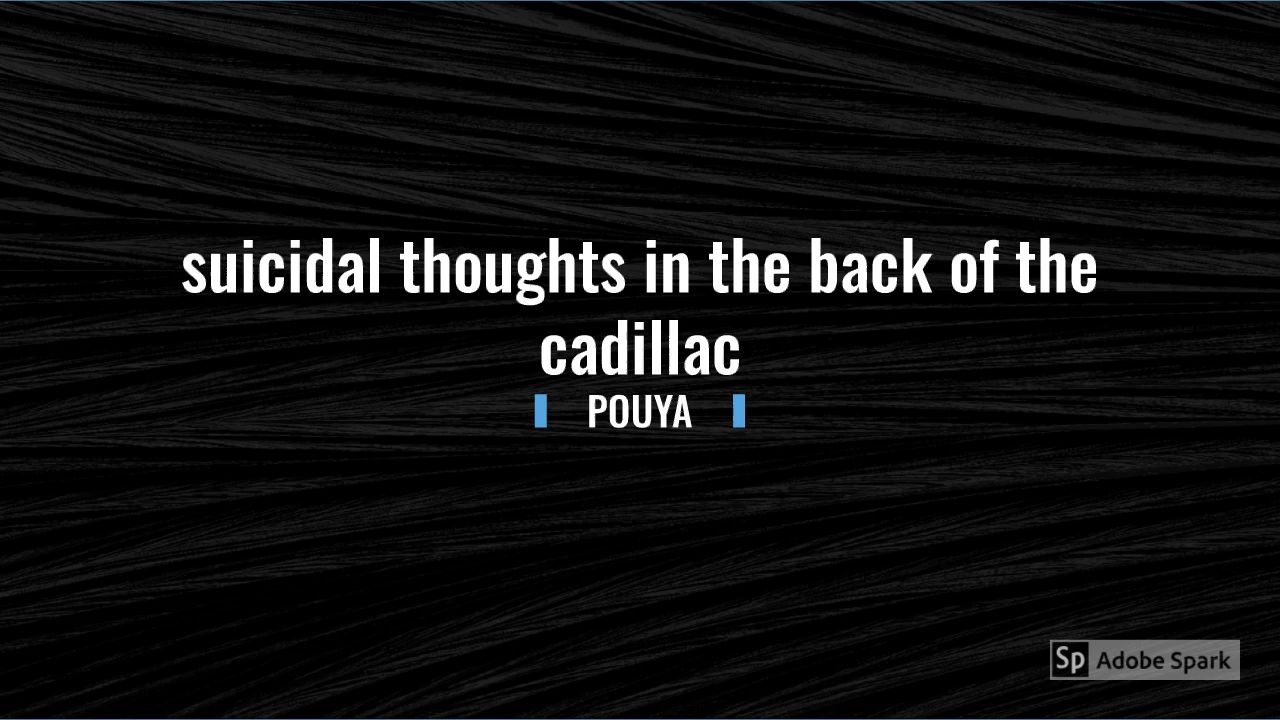 suicidal thoughts in the back of the
cadillac
POUYA
Sp Adobe Spark